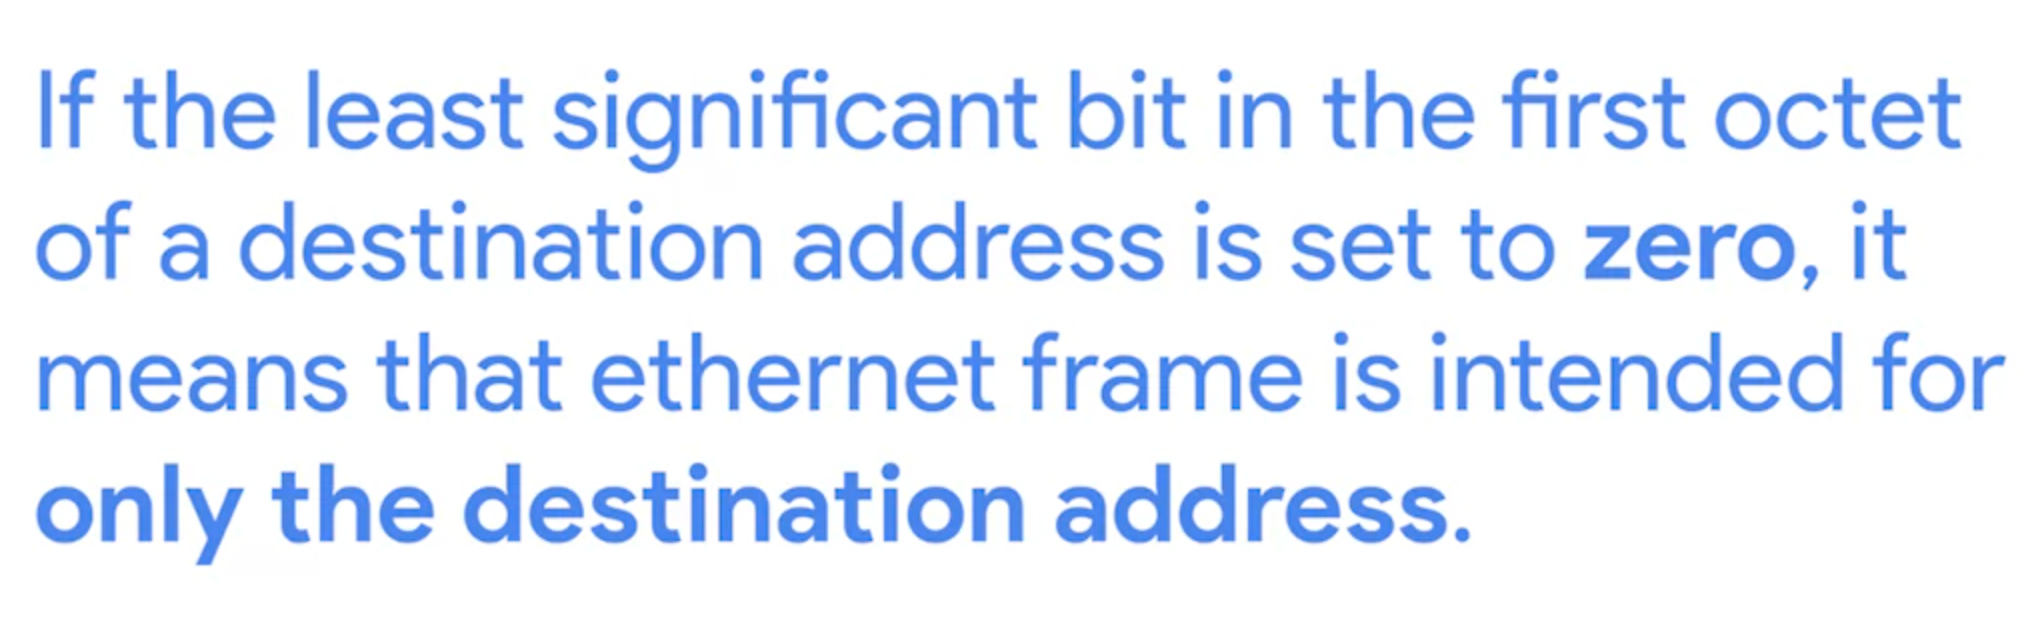 If the least significant bit in the first octet
of a destination address is set to zero, it
means that ethernet frame is intended for
only the destination address.